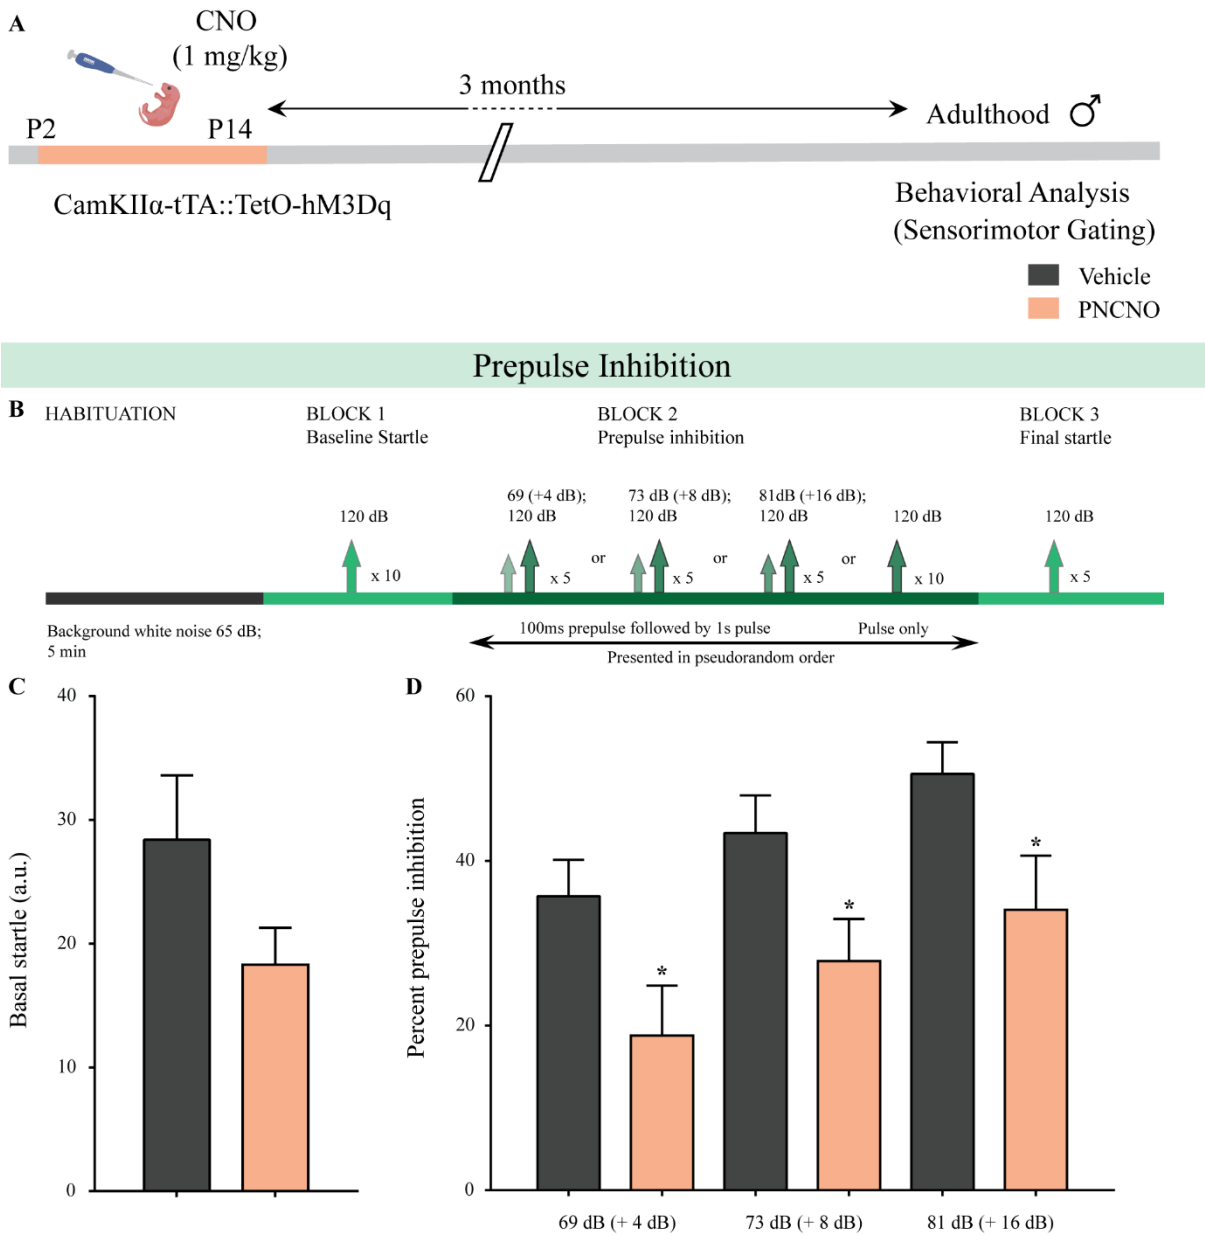 A
CNO
(1 mg/kg)
3 months
P2
P14
Adulthood
CamKIIα-tTA::TetO-hM3Dq
Behavioral Analysis
(Sensorimotor Gating)
Vehicle
PNCNO
Prepulse Inhibition
B
HABITUATION
BLOCK 1
Baseline Startle
BLOCK 2
Prepulse inhibition
BLOCK 3
Final startle
120 dB
x 10
69 (+4 dB);
120 dB
x 5
or
73 dB (+8 dB);
120 dB
x 5
or
81dB (+16 dB);
120 dB
x 5
or
120 dB
x 10
120 dB
x 5
Background white noise 65 dB;
5 min
100ms prepulse followed by 1s pulse
Pulse only
Presented in pseudorandom order
C
Basal startle (a.u.)
40
30
20
10
0
D
Percent prepulse inhibition
60
40
20
0
*
*
*
69 dB (+ 4 dB)
73 dB (+ 8 dB)
81 dB (+ 16 dB)